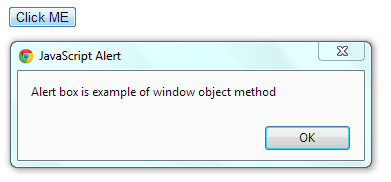 Click ME
JavaScript Alert
Alert box is example of window object method
OK